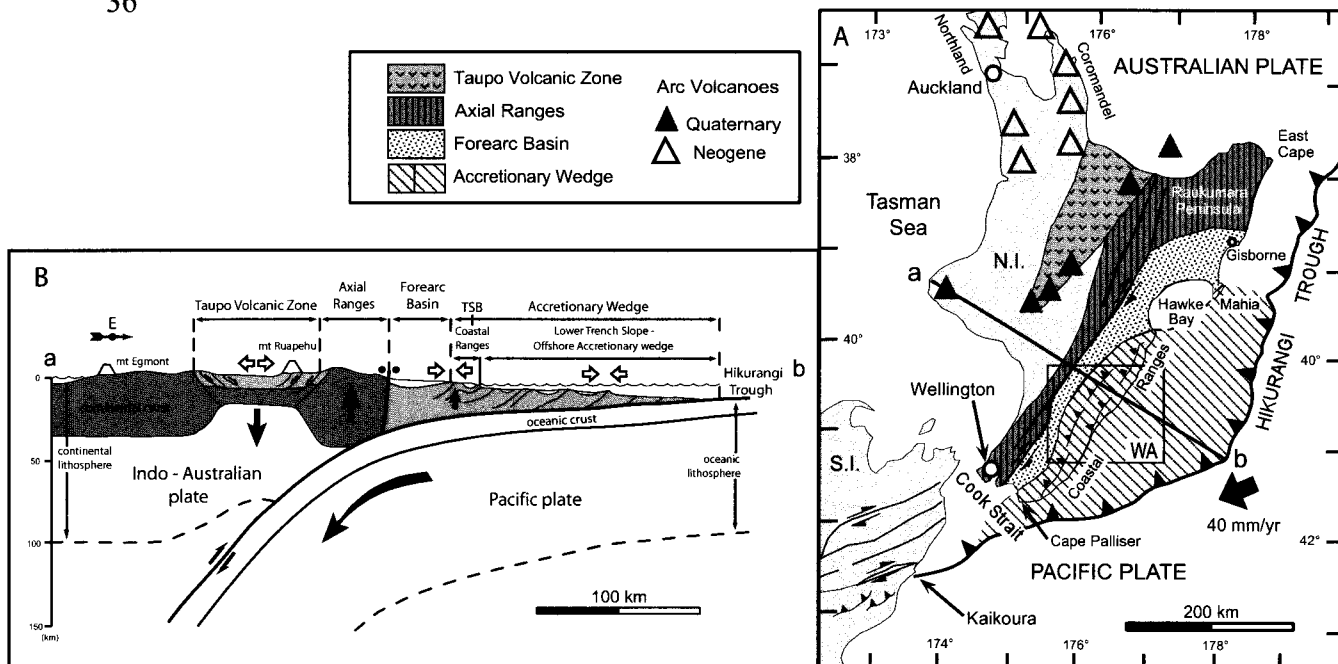 36
Taupo Volcanic Zone
Axial Ranges
Forearc Basin
Accretionary Wedge
Arc Volcanoes
Quaternary
Neogene
B
Taupo Volcanic Zone
Axial
Ranges
Forearc
Basin
TSB
Accretionary Wedge
Coastal
Ranges
Lower Trench Slope -
Offshore Accretionary wedge
E
a
mt Egmont
mt Ruapehu
b
Hikurangi
Trough
0
50
100
150
(km)
continental crust
oceanic crust
continental
lithosphere
oceanic
lithosphere
Indo - Australian
plate
Pacific plate
100 km
A
173°
176°
178°
Northland
Coromandel
AUSTRALIAN PLATE
Auckland
East
Cape
38°
38°
Tasman
Sea
Raukumara
Peninsula
N.I.
Gisborne
a
Hawke
Bay
Mahia
HIKURANGI TROUGH
40°
40°
Ranges
Coastal
Wellington
WA
b
S.I.
Cook Strait
40 mm/yr
Cape Palliser
42°
PACIFIC PLATE
Kaikoura
200 km
174°
176°
178°